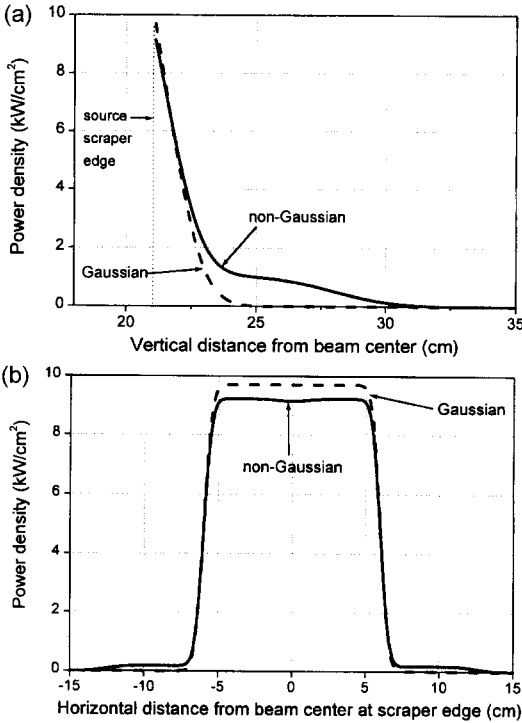 (a)
10
8
6
4
2
0
Power density (kW/cm²)
source
scraper
edge
non-Gaussian
Gaussian
20
25
30
35
Vertical distance from beam center (cm)
(b)
10
8
6
4
2
0
Power density (kW/cm²)
Gaussian
non-Gaussian
-15
-10
-5
0
5
10
15
Horizontal distance from beam center at scraper edge (cm)